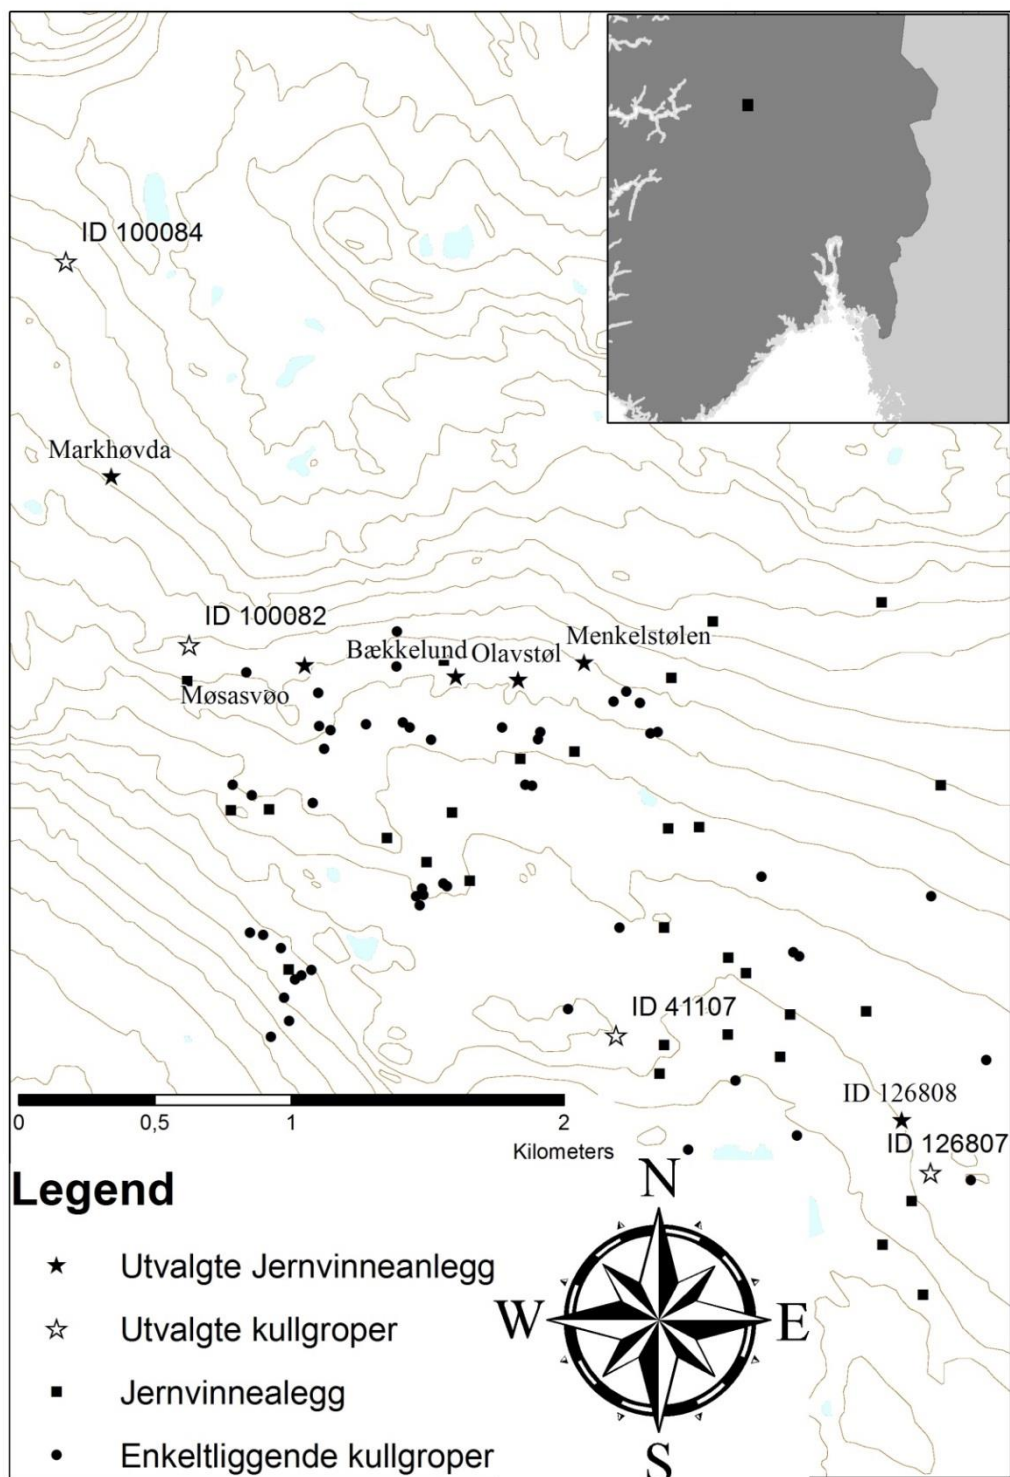 ID 100084
Markhøvda
ID 100082
Bækkelund
Olavstøl
Menkelstølen
Møsasvøo
ID 41107
ID 126808
ID 126807
0 0,5 1 2
Kilometers
Legend
Utvalgte Jernvinneanlegg
Utvalgte kullgroper
Jernvinnealegg
Enkeltliggende kullgroper
N
W E
S